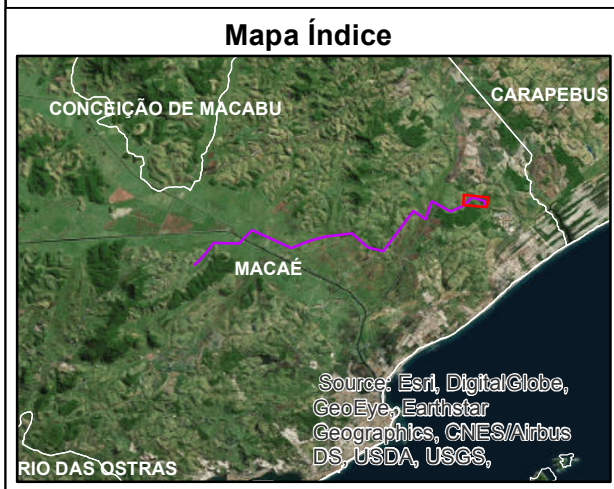 Mapa Índice
CONCEIÇÃO DE MACABU
CARAPEBUS
MACAÉ
Source: Esri, DigitalGlobe,
GeoEye, Earthstar
Geographics, CNES/Airbus
DS, USDA, USGS,
RIO DAS OSTRAS